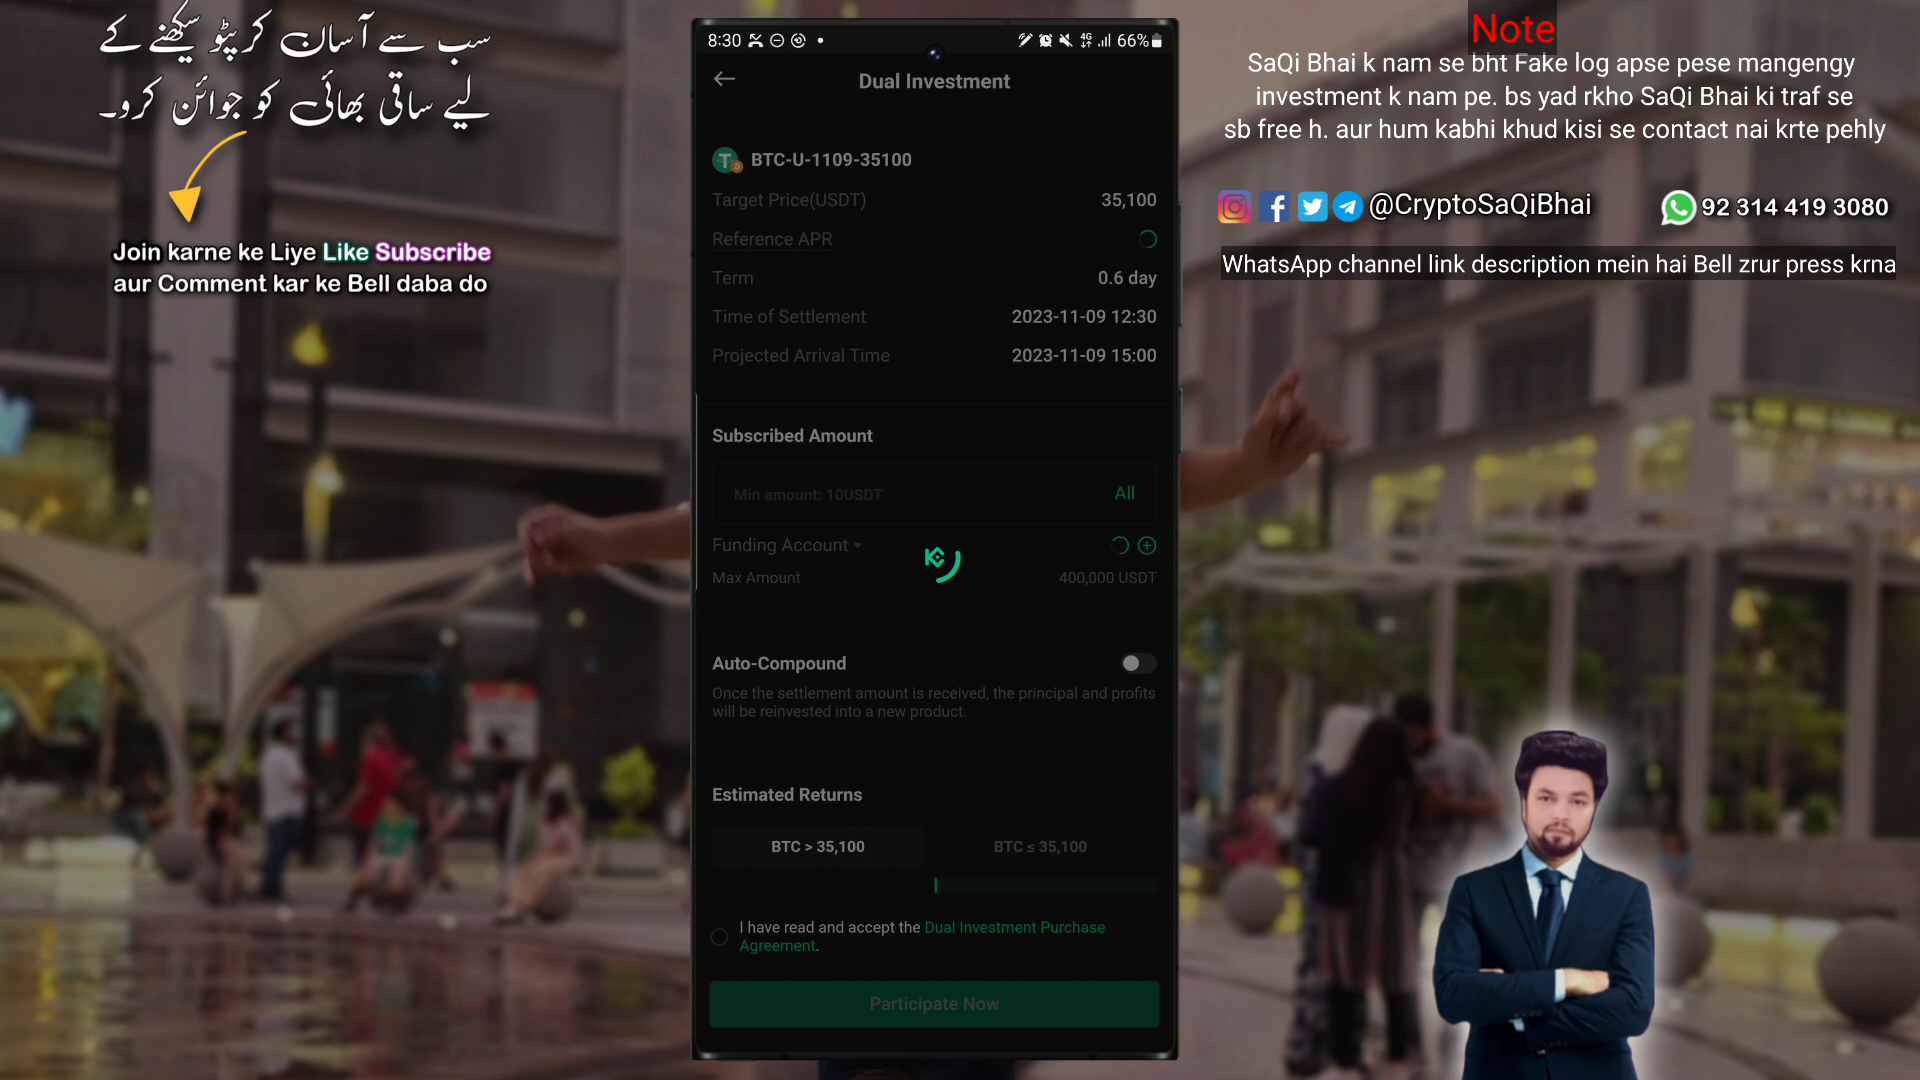 سب سے آسان کرپٹو سیکھنے کے
لیے ساقی بھائی کو جوائن کرو۔
Join karne ke Liye Like Subscribe
aur Comment kar ke Bell daba do
8:30
4G
66%
Dual Investment
BTC-U-1109-35100
Target Price(USDT) 35,100
Reference APR
Term 0.6 day
Time of Settlement 2023-11-09 12:30
Projected Arrival Time 2023-11-09 15:00
Subscribed Amount
Min amount: 10USDT All
Funding Account
Max Amount 400,000 USDT
Auto-Compound
Once the settlement amount is received, the principal and profits
will be reinvested into a new product.
Estimated Returns
BTC > 35,100 BTC ≤ 35,100
I have read and accept the Dual Investment Purchase
Agreement.
Participate Now
Note
SaQi Bhai k nam se bht Fake log apse pese mangengy
investment k nam pe. bs yad rkho SaQi Bhai ki traf se
sb free h. aur hum kabhi khud kisi se contact nai krte pehly
@CryptoSaQiBhai 92 314 419 3080
WhatsApp channel link description mein hai Bell zrur press krna